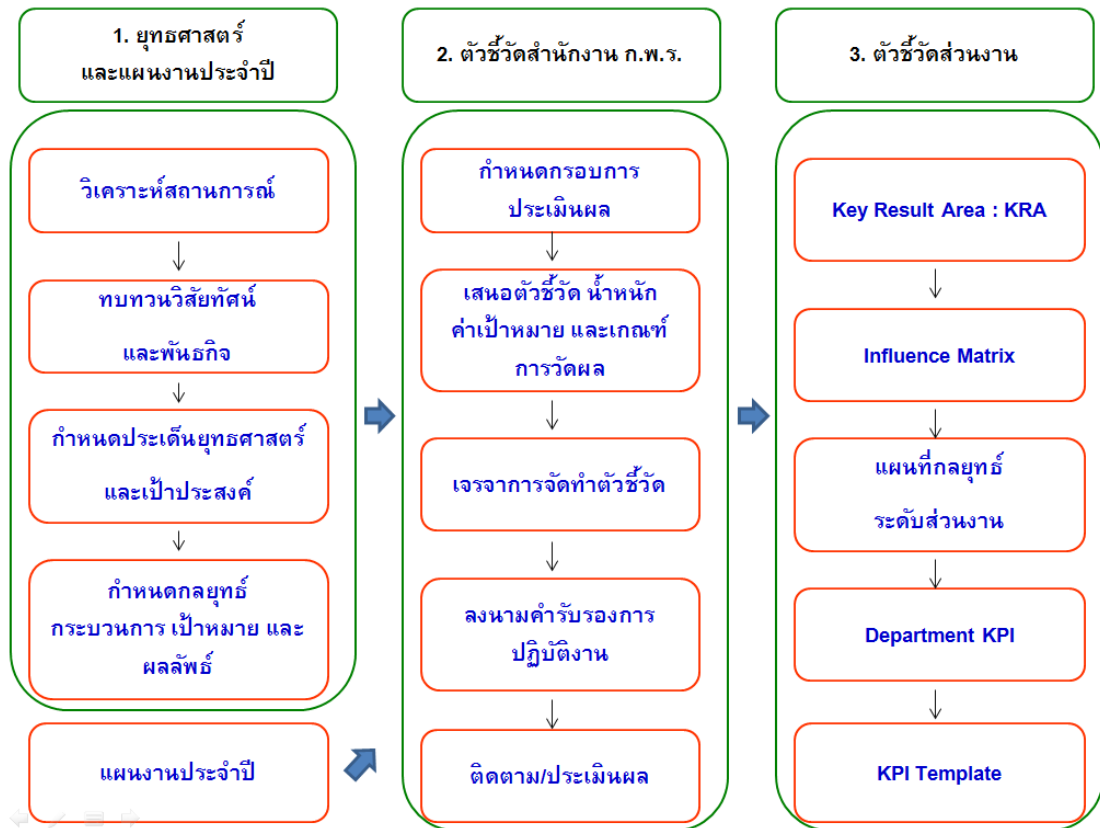 1. ยุทธศาสตร์
และแผนงานประจำปี
วิเคราะห์สถานการณ์
ทบทวนวิสัยทัศน์
และพันธกิจ
กำหนดประเด็นยุทธศาสตร์
และเป้าประสงค์
กำหนดกลยุทธ์
กระบวนการ เป้าหมาย และ
ผลลัพธ์
แผนงานประจำปี
2. ตัวชี้วัดสำนักงาน ก.พ.ร.
กำหนดกรอบการ
ประเมินผล
เสนอตัวชี้วัด น้ำหนัก
ค่าเป้าหมาย และเกณฑ์
การวัดผล
เจรจาการจัดทำตัวชี้วัด
ลงนามคำรับรองการ
ปฏิบัติงาน
ติดตาม/ประเมินผล
3. ตัวชี้วัดส่วนงาน
Key Result Area : KRA
Influence Matrix
แผนที่กลยุทธ์
ระดับส่วนงาน
Department KPI
KPI Template